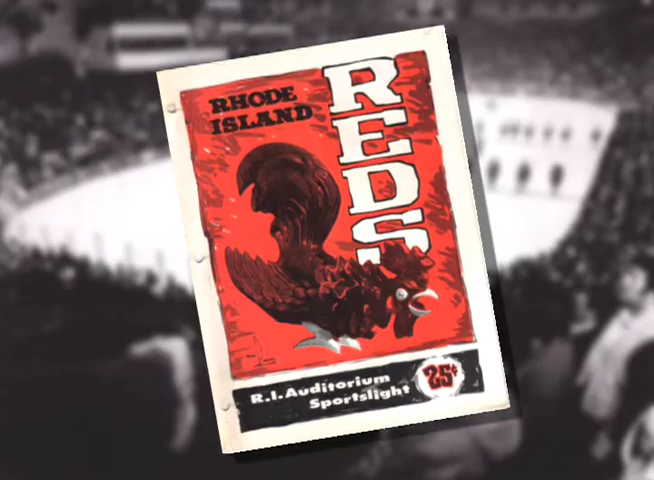 RHODE
ISLAND
REDS
R.I. Auditorium
Sportslight
25¢